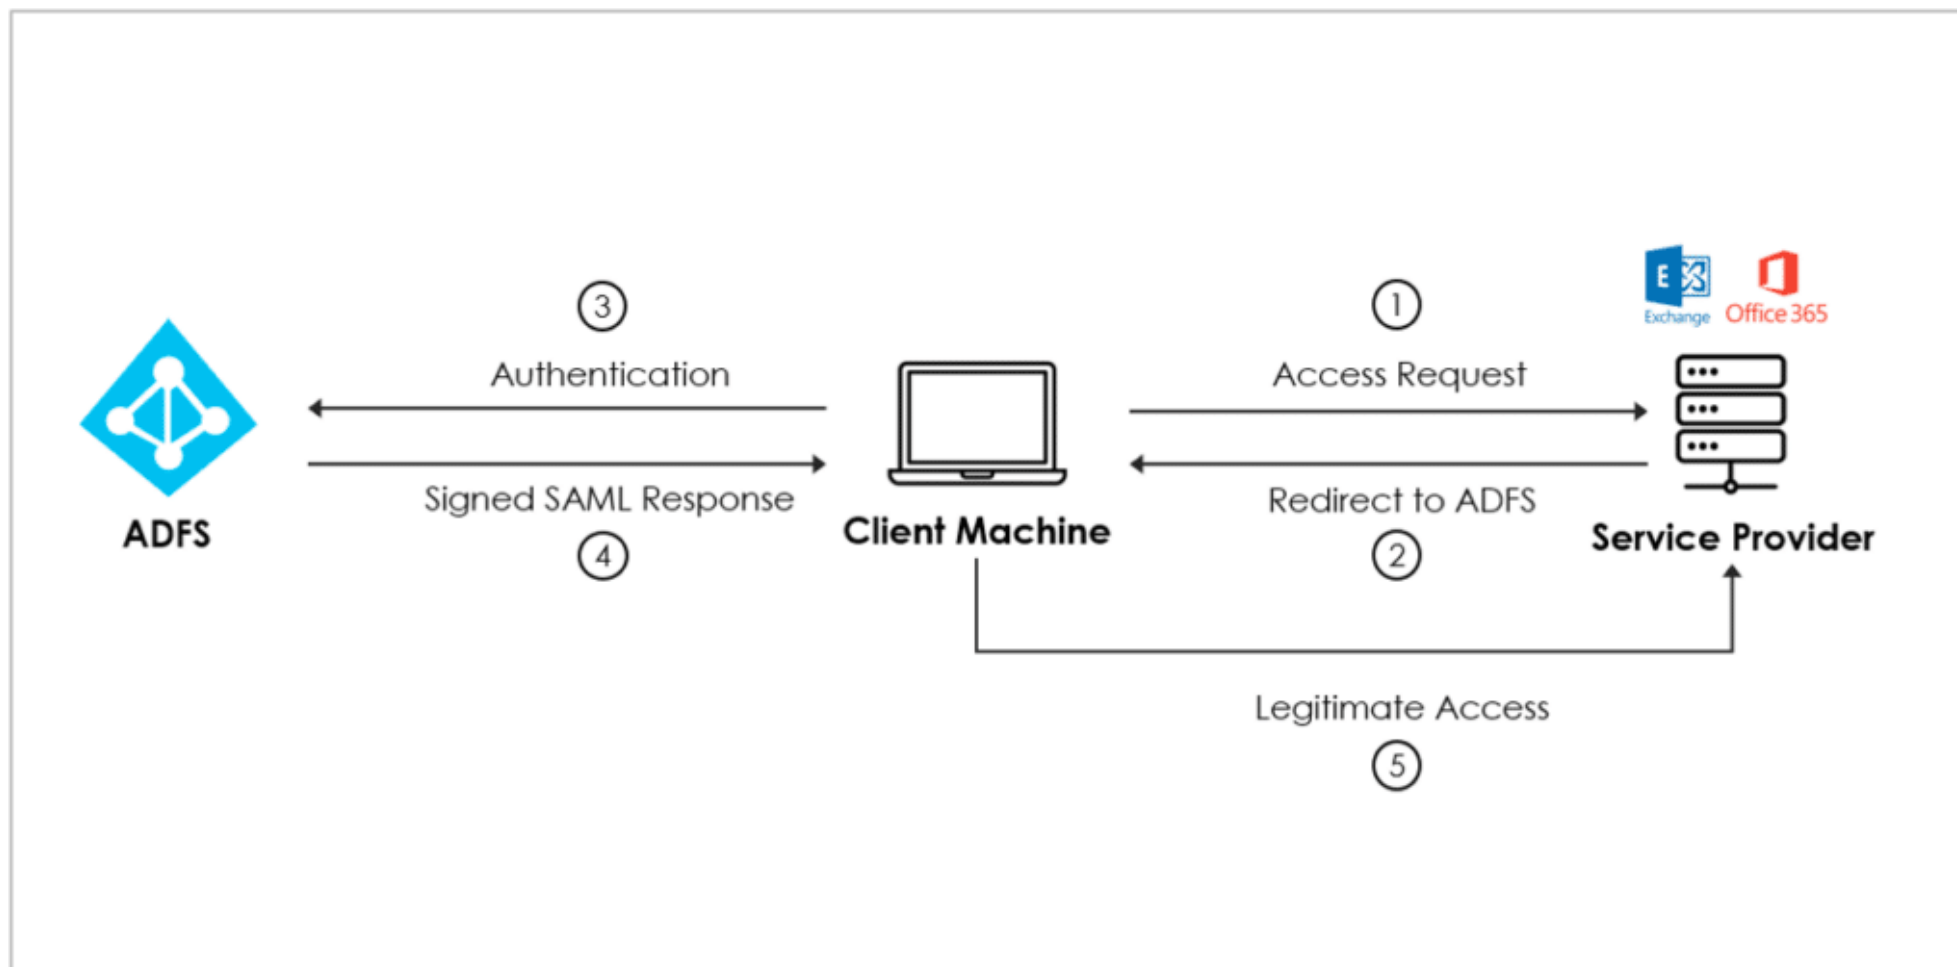 3
1
E
Exchange
Office 365
Authentication
Access Request
Signed SAML Response
Redirect to ADFS
ADFS
Client Machine
Service Provider
4
2
Legitimate Access
5